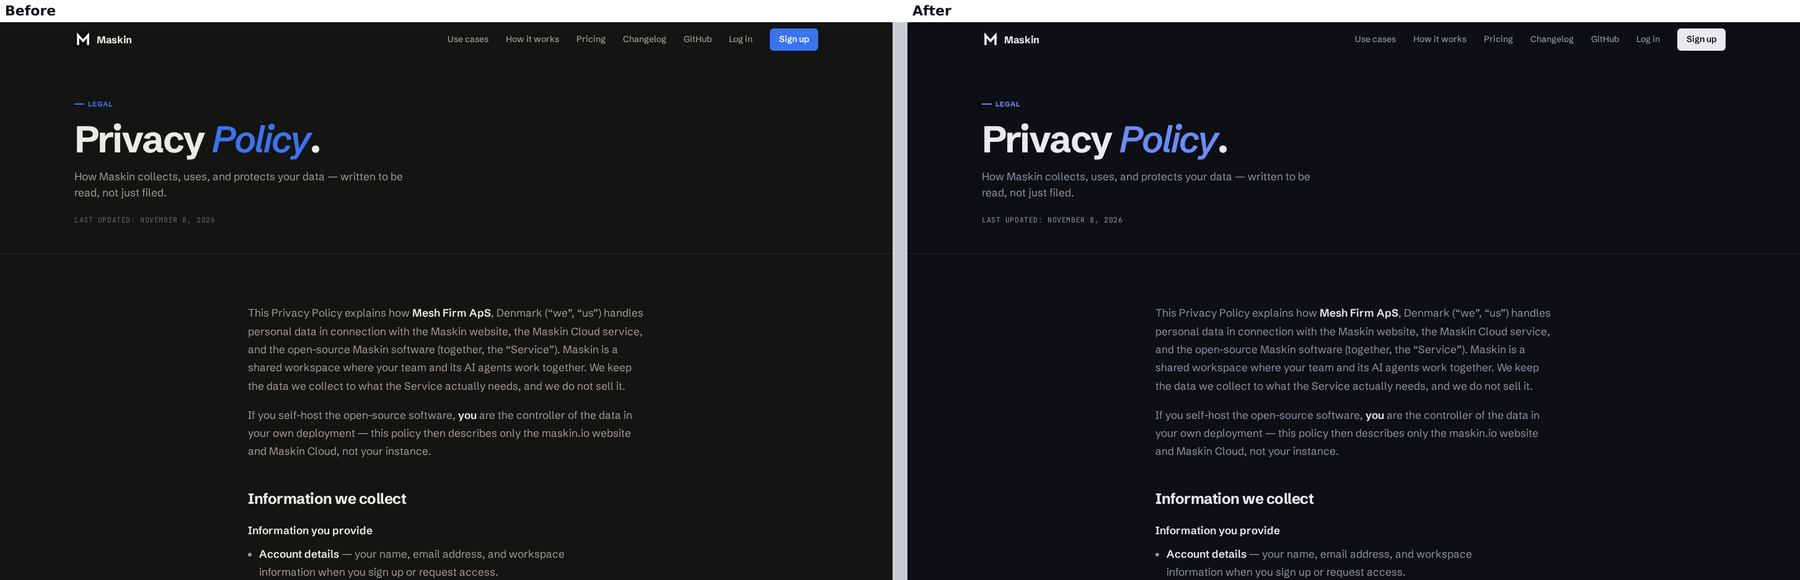 Before
Maskin
Use cases How it works Pricing Changelog GitHub Log in Sign up
— LEGAL
Privacy Policy.
How Maskin collects, uses, and protects your data — written to be
read, not just filed.
LAST UPDATED: NOVEMBER 8, 2026
This Privacy Policy explains how Mesh Firm ApS, Denmark (“we”, “us”) handles
personal data in connection with the Maskin website, the Maskin Cloud service,
and the open-source Maskin software (together, the “Service”). Maskin is a
shared workspace where your team and its AI agents work together. We keep
the data we collect to what the Service actually needs, and we do not sell it.
If you self-host the open-source software, you are the controller of the data in
your own deployment — this policy then describes only the maskin.io website
and Maskin Cloud, not your instance.
Information we collect
Information you provide
• Account details — your name, email address, and workspace
information when you sign up or request access.
After
Maskin
Use cases How it works Pricing Changelog GitHub Log in Sign up
— LEGAL
Privacy Policy.
How Maskin collects, uses, and protects your data — written to be
read, not just filed.
LAST UPDATED: NOVEMBER 8, 2026
This Privacy Policy explains how Mesh Firm ApS, Denmark (“we”, “us”) handles
personal data in connection with the Maskin website, the Maskin Cloud service,
and the open-source Maskin software (together, the “Service”). Maskin is a
shared workspace where your team and its AI agents work together. We keep
the data we collect to what the Service actually needs, and we do not sell it.
If you self-host the open-source software, you are the controller of the data in
your own deployment — this policy then describes only the maskin.io website
and Maskin Cloud, not your instance.
Information we collect
Information you provide
• Account details — your name, email address, and workspace
information when you sign up or request access.